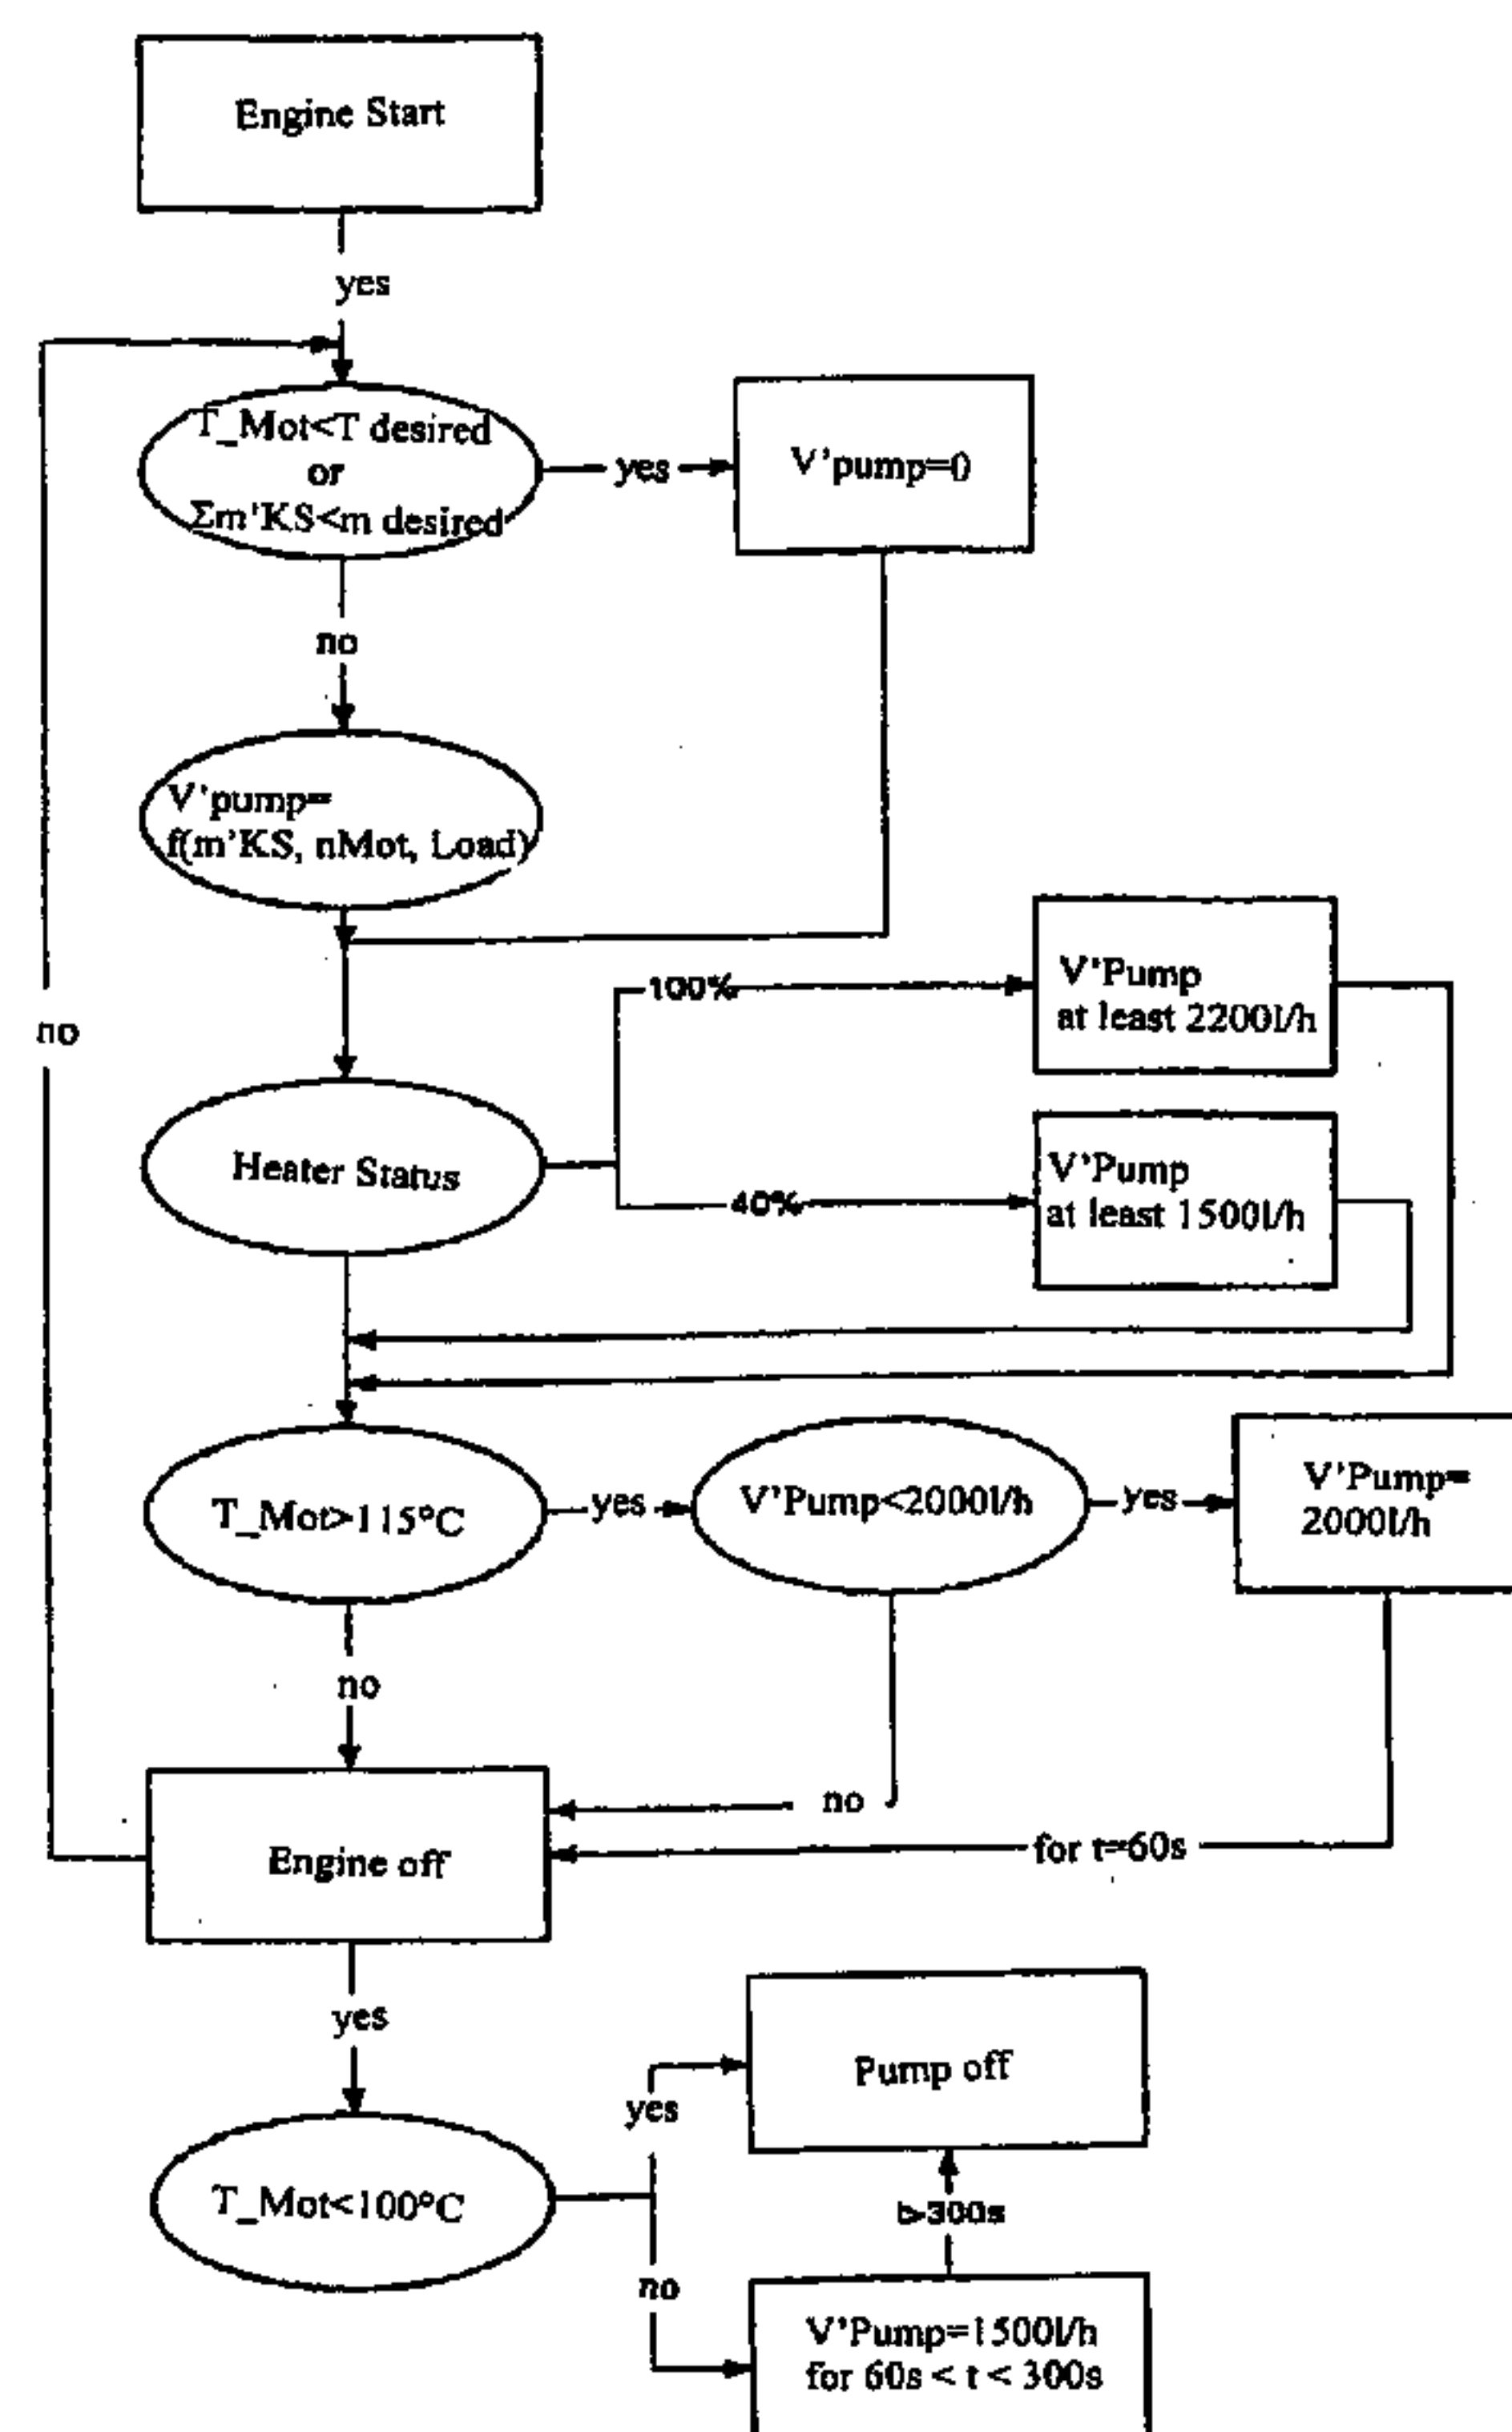 Engine Start
yes
T_Mot<T desired
or
Σm'KS<m desired
yes
V'pump=0
no
V'pump=
f(m'KS, nMot, Load)
100%
V'Pump
at least 2200l/h
no
Heater Status
40%
V'Pump
at least 1500l/h
T_Mot>115°C
yes
V'Pump<2000l/h
yes
V'Pump=
2000l/h
no
no
for t=60s
Engine off
yes
yes
Pump off
T_Mot<100°C
t>300s
no
V'Pump=1500l/h
for 60s < t < 300s